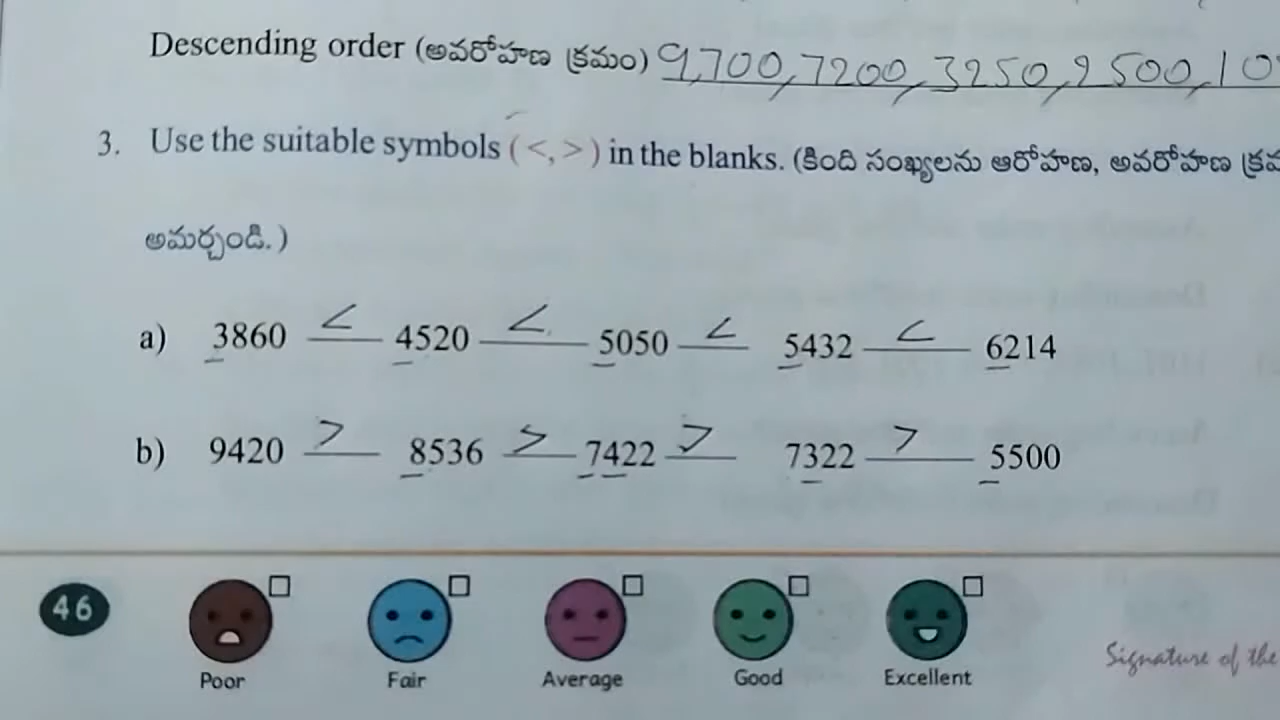 Descending order (అవరోహణ క్రమం) 9,700,7200,3250,2500,10
3. Use the suitable symbols (<,>) in the blanks. (కింది సంఖ్యలను ఆరోహణ, అవరోహణ
అమర్చండి.)
a) 3860 < 4520 < 5050 < 5432 < 6214
b) 9420 > 8536 > 7422 > 7322 > 5500
46
Poor Fair Average Good Excellent
Signature of the